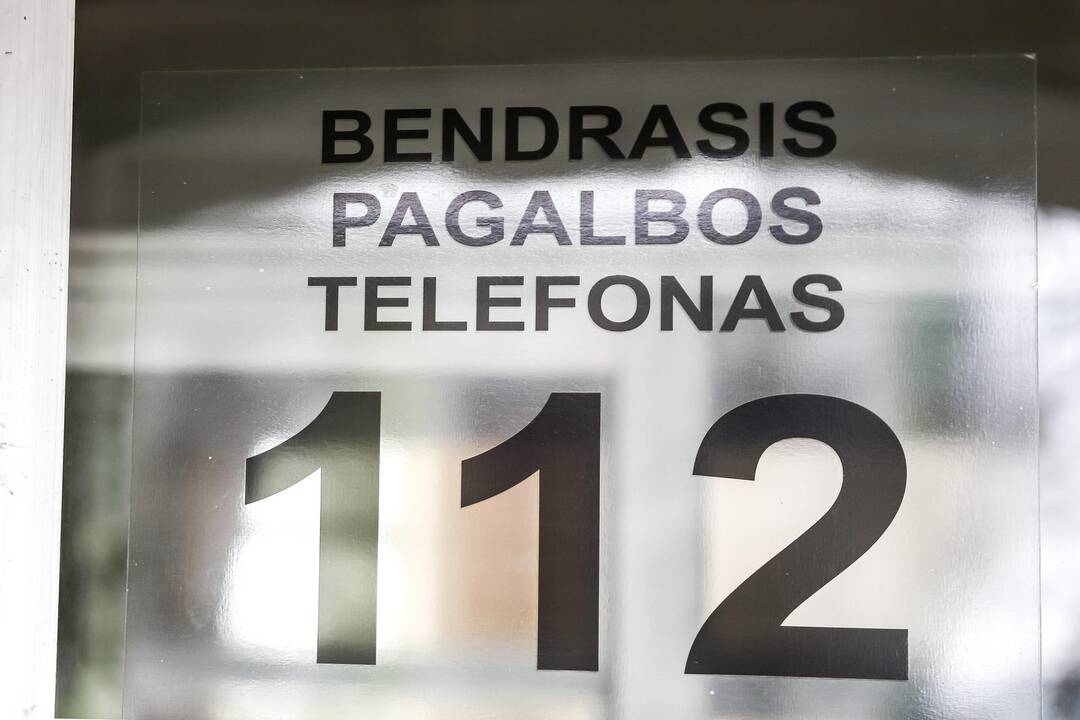 BENDRASIS
PAGALBOS
TELEFONAS
112